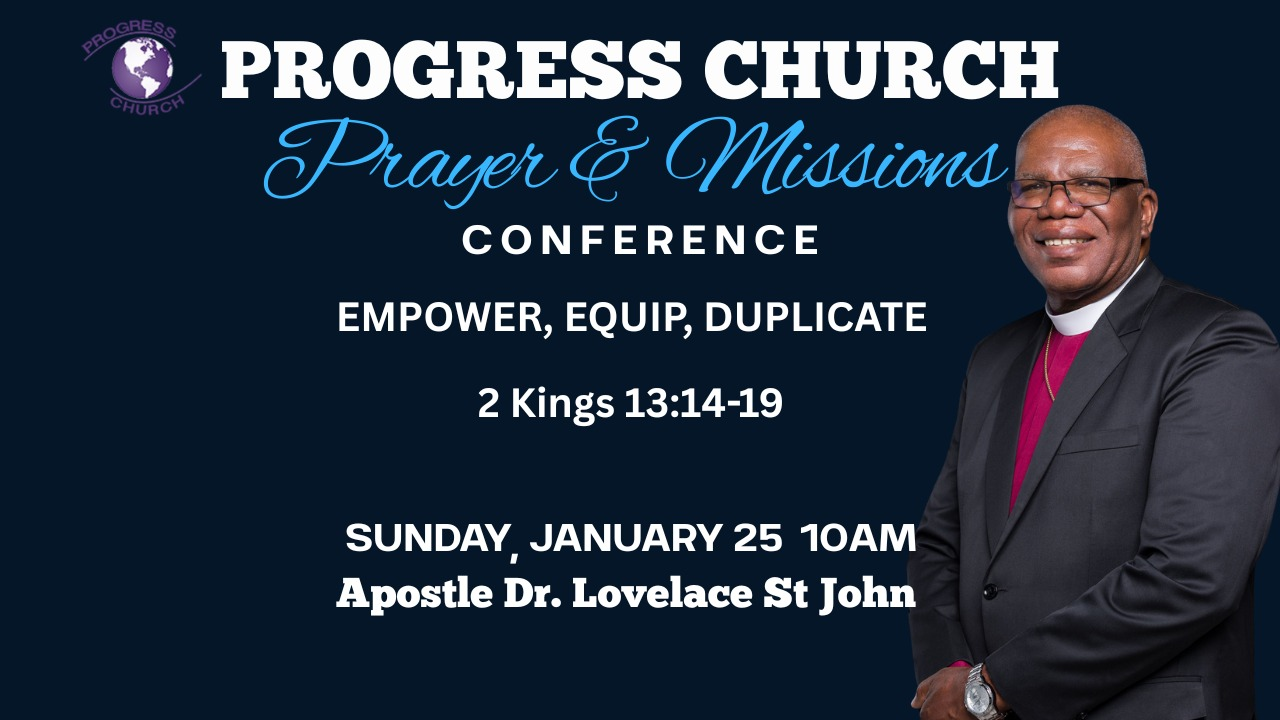 PROGRESS
CHURCH
PROGRESS CHURCH
Prayer & Missions
CONFERENCE
EMPOWER, EQUIP, DUPLICATE
2 Kings 13:14-19
SUNDAY, JANUARY 25 10AM
Apostle Dr. Lovelace St John